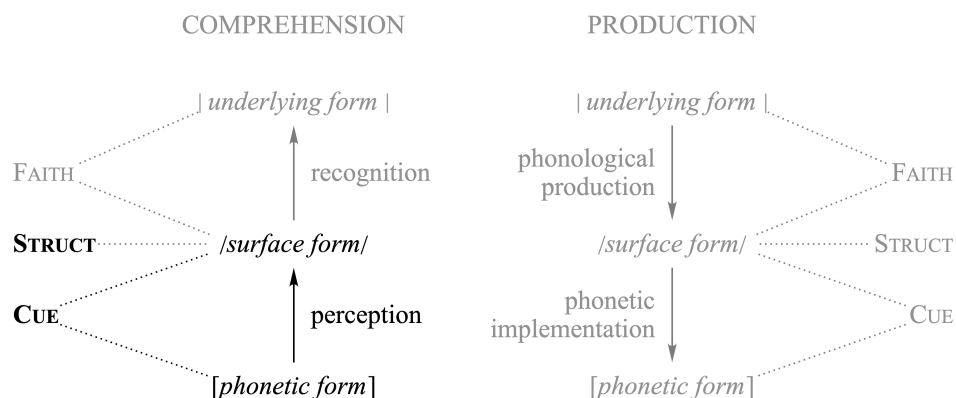 COMPREHENSION PRODUCTION
| underlying form | | underlying form |
FAITH recognition phonological production FAITH
STRUCT /surface form/ /surface form/ STRUCT
CUE perception phonetic implementation CUE
[phonetic form] [phonetic form]